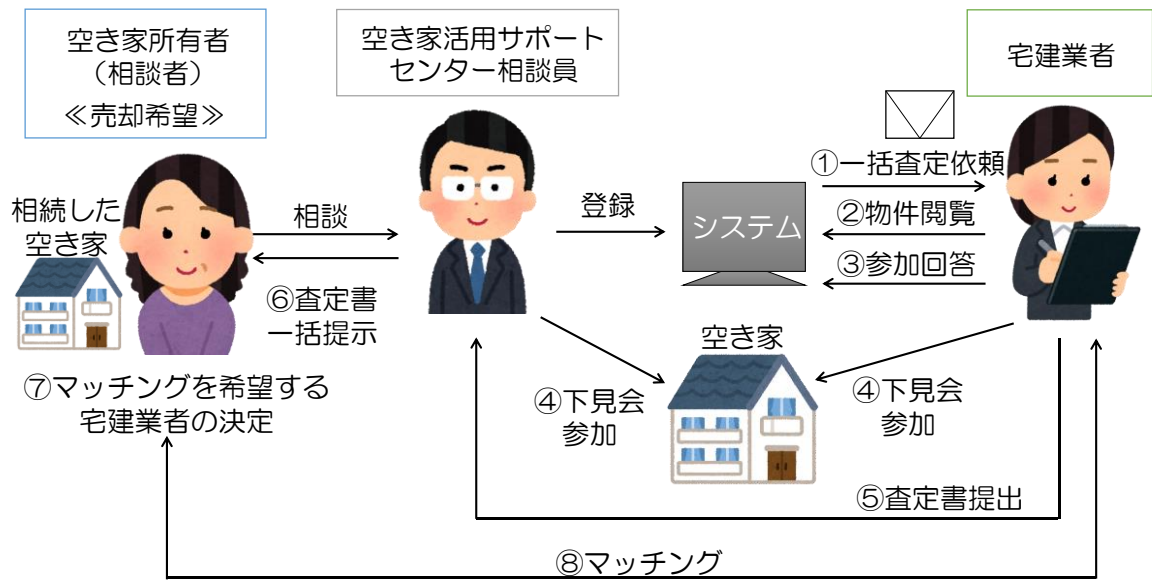 空き家所有者
（相談者）
≪売却希望≫
空き家活用サポート
センター相談員
宅建業者
相続した
空き家
相談
登録
システム
①一括査定依頼
②物件閲覧
③参加回答
⑥査定書
一括提示
空き家
④下見会
参加
④下見会
参加
⑦マッチングを希望する
宅建業者の決定
⑤査定書提出
⑧マッチング